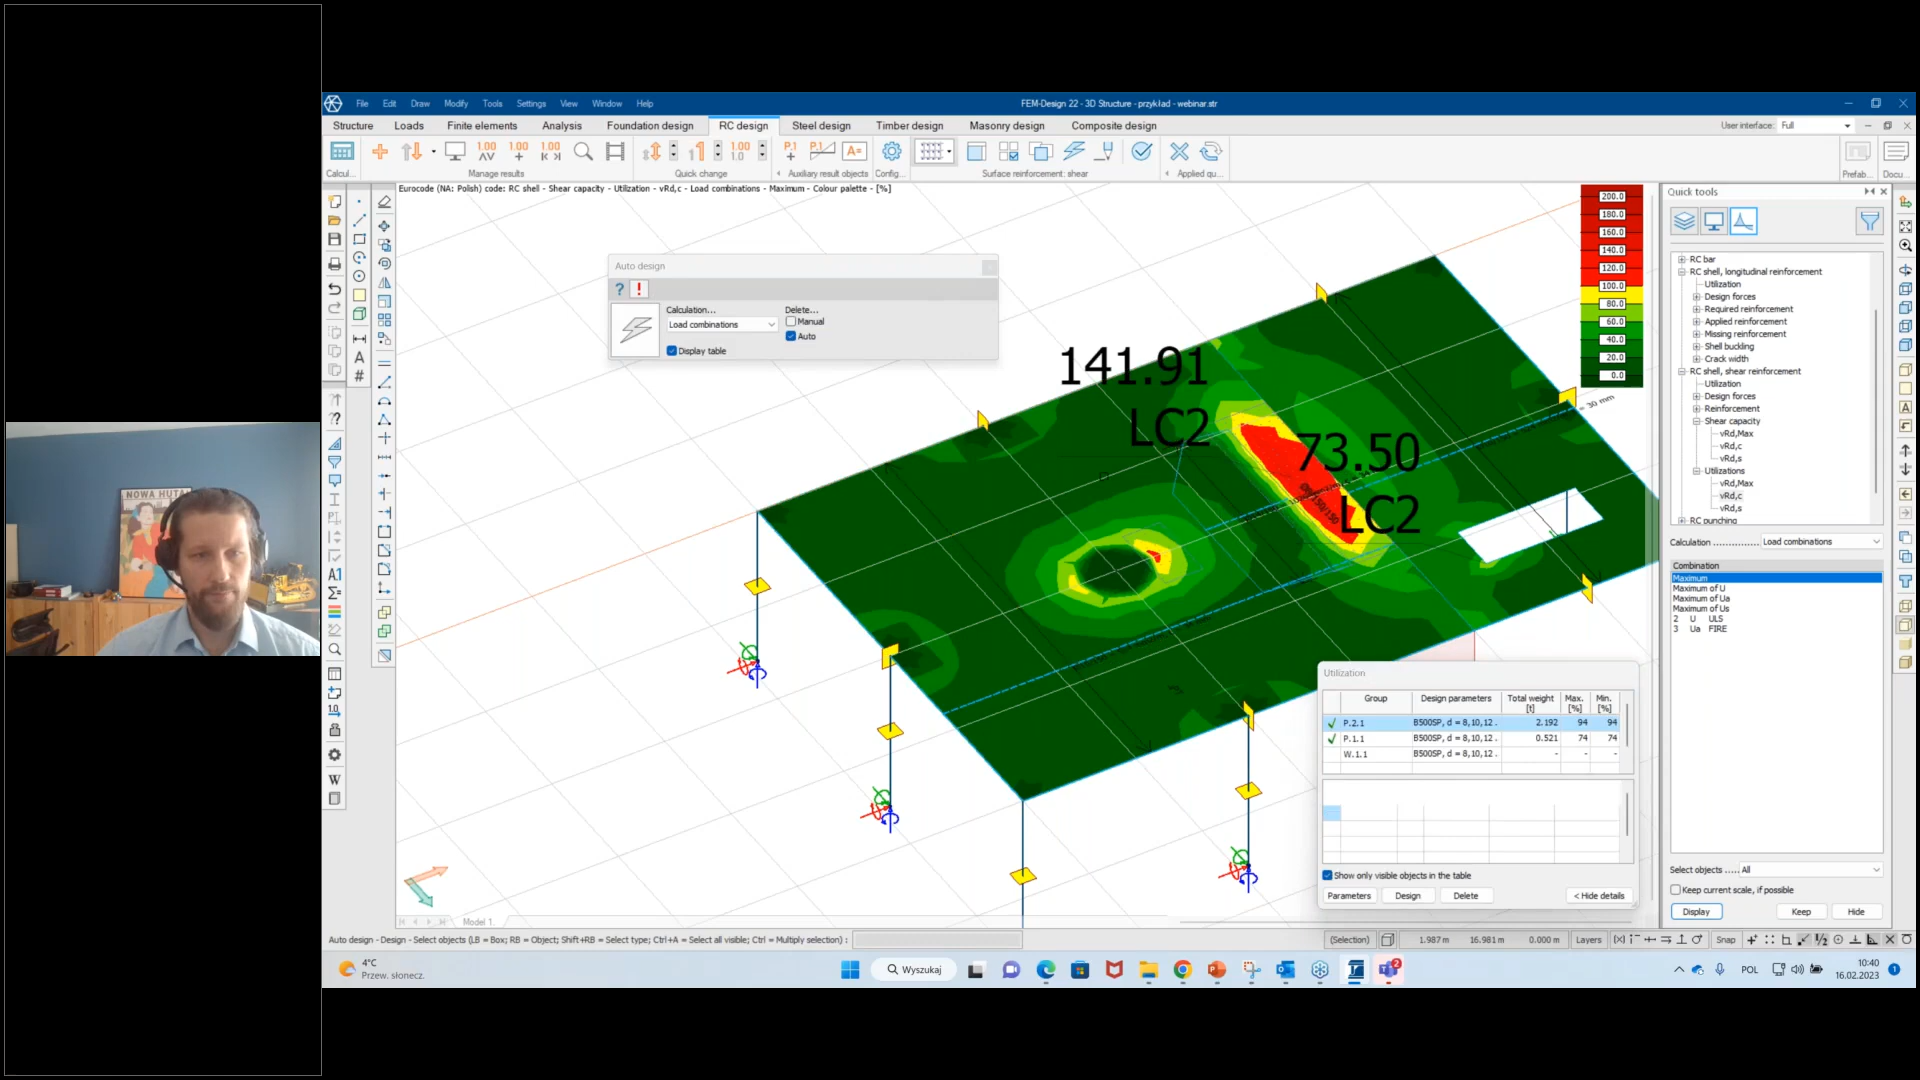 FEM-Design 22 - 3D Structure - przykład - webinar.str
File Edit Draw Modify Tools Settings View Window Help
Structure Loads Finite elements Analysis Foundation design RC design Steel design Timber design Masonry design Composite design
User interface: Full
Calcul... Manage results Quick change Auxiliary result objects Config... Surface reinforcement: shear Applied qu... Prefab... Docu...
Eurocode (NA: Polish) code: RC shell - Shear capacity - Utilization - vRd,c - Load combinations - Maximum - Colour palette - [%]
Auto design
Calculation...
Load combinations
Display table
Delete...
Manual
Auto
141.91
LC2
73.50
LC2
= 30 mm
200.0
180.0
160.0
140.0
120.0
100.0
80.0
60.0
40.0
20.0
0.0
NOWA HUTA
Utilization
Group Design parameters Total weight [t] Max. [%] Min. [%]
P.2.1 B500SP, d = 8,10,12 . 2.192 94 94
P.1.1 B500SP, d = 8,10,12 . 0.521 74 74
W.1.1 B500SP, d = 8,10,12 . - - -
Show only visible objects in the table
Parameters Design Delete < Hide details
Quick tools
RC bar
RC shell, longitudinal reinforcement
Utilization
Design forces
Required reinforcement
Applied reinforcement
Missing reinforcement
Shell buckling
Crack width
RC shell, shear reinforcement
Utilization
Design forces
Reinforcement
Shear capacity
vRd,Max
vRd,c
vRd,s
Utilizations
vRd,Max
vRd,c
vRd,s
RC punching
Calculation .............. Load combinations
Combination
Maximum
Maximum of U
Maximum of Ua
Maximum of Us
2 U ULS
3 Ua FIRE
Select objects .... All
Keep current scale, if possible
Display Keep Hide
Model 1
Auto design - Design - Select objects (LB = Box; RB = Object; Shift+RB = Select type; Ctrl+A = Select all visible; Ctrl = Multiply selection) :
(Selection) 1.987 m 16.981 m 0.000 m Layers Snap
4°C
Przew. słonecz.
Wyszukaj
POL
10:40
16.02.2023